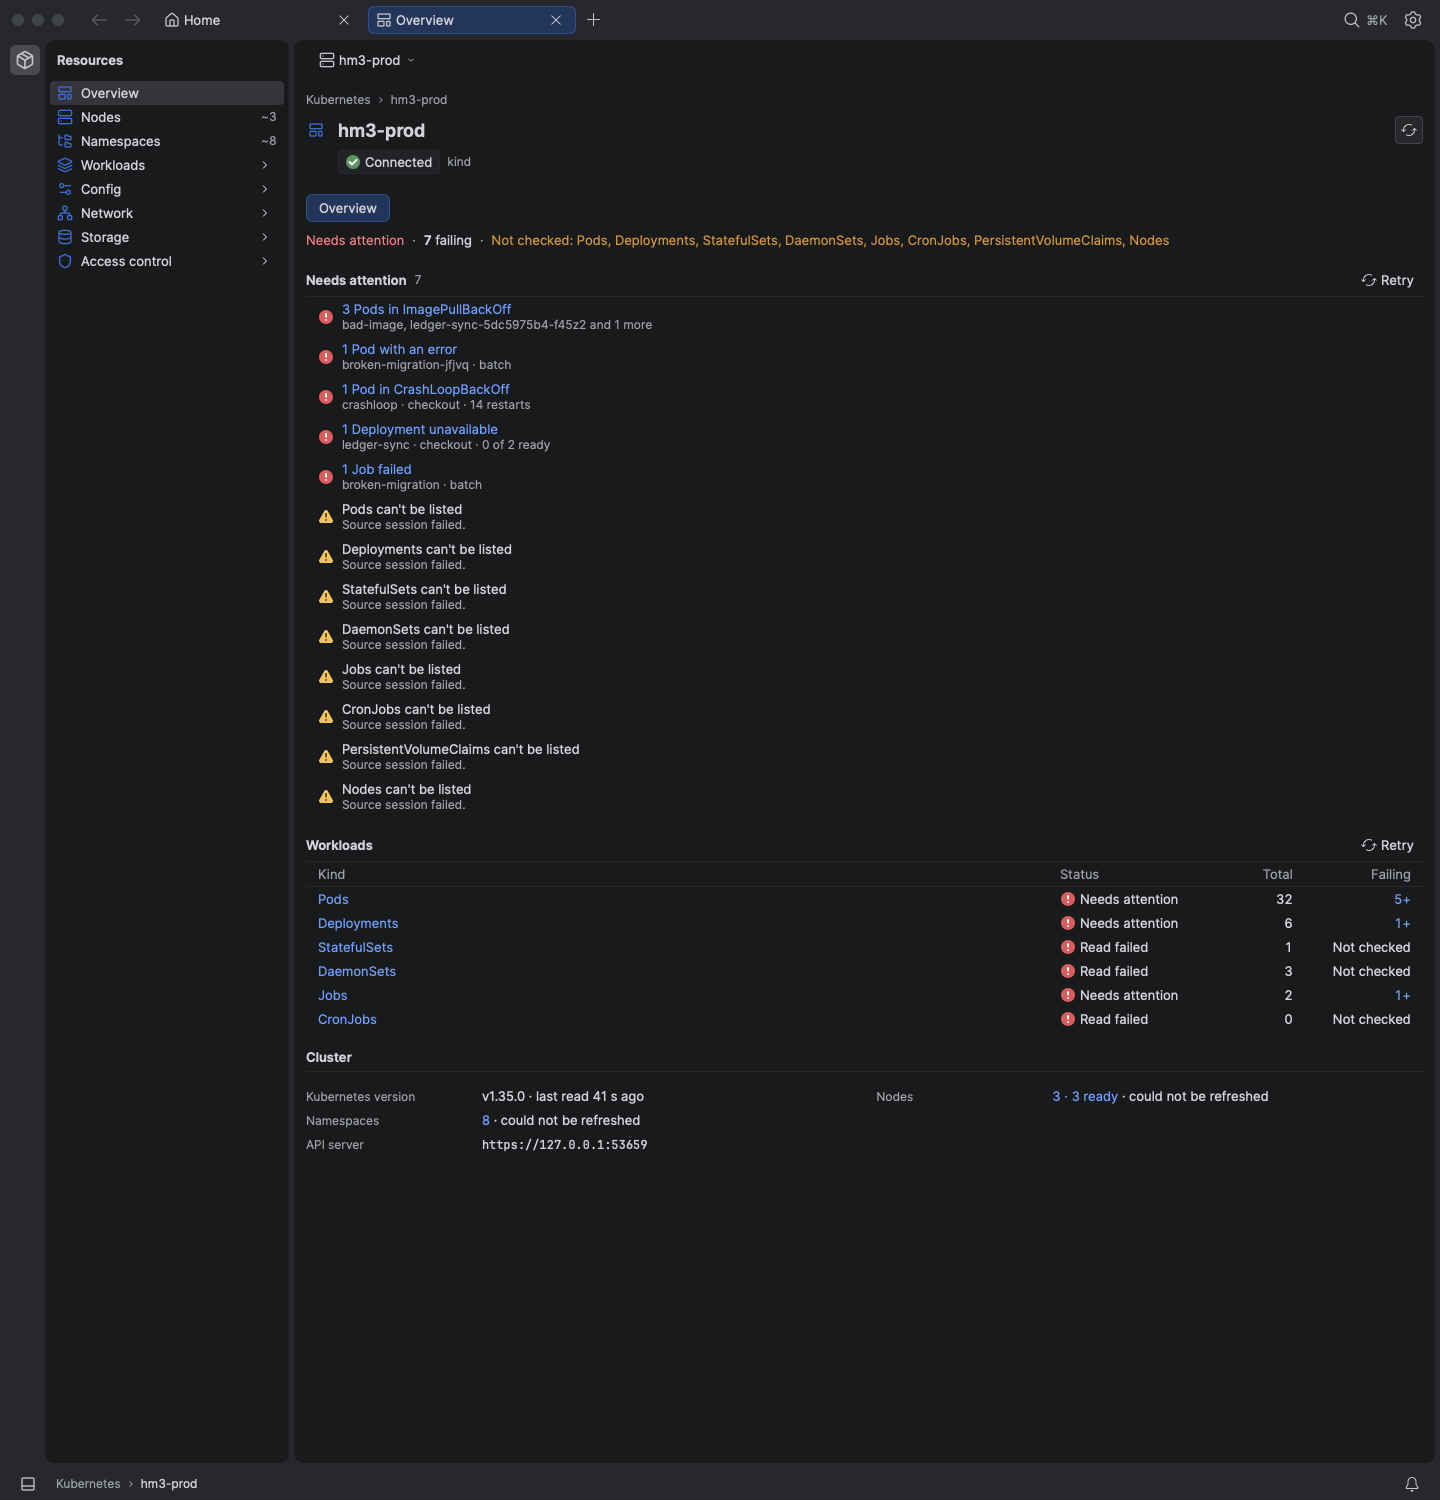 Home
Overview
⌘K
Resources
Overview
Nodes ~3
Namespaces ~8
Workloads
Config
Network
Storage
Access control
hm3-prod
Kubernetes › hm3-prod
hm3-prod
Connected kind
Overview
Needs attention · 7 failing · Not checked: Pods, Deployments, StatefulSets, DaemonSets, Jobs, CronJobs, PersistentVolumeClaims, Nodes
Needs attention 7 Retry
3 Pods in ImagePullBackOff
bad-image, ledger-sync-5dc5975b4-f45z2 and 1 more
1 Pod with an error
broken-migration-jfjvq · batch
1 Pod in CrashLoopBackOff
crashloop · checkout · 14 restarts
1 Deployment unavailable
ledger-sync · checkout · 0 of 2 ready
1 Job failed
broken-migration · batch
Pods can't be listed
Source session failed.
Deployments can't be listed
Source session failed.
StatefulSets can't be listed
Source session failed.
DaemonSets can't be listed
Source session failed.
Jobs can't be listed
Source session failed.
CronJobs can't be listed
Source session failed.
PersistentVolumeClaims can't be listed
Source session failed.
Nodes can't be listed
Source session failed.
Workloads Retry
Kind Status Total Failing
Pods Needs attention 32 5+
Deployments Needs attention 6 1+
StatefulSets Read failed 1 Not checked
DaemonSets Read failed 3 Not checked
Jobs Needs attention 2 1+
CronJobs Read failed 0 Not checked
Cluster
Kubernetes version v1.35.0 · last read 41 s ago Nodes 3 · 3 ready · could not be refreshed
Namespaces 8 · could not be refreshed
API server https://127.0.0.1:53659
Kubernetes › hm3-prod